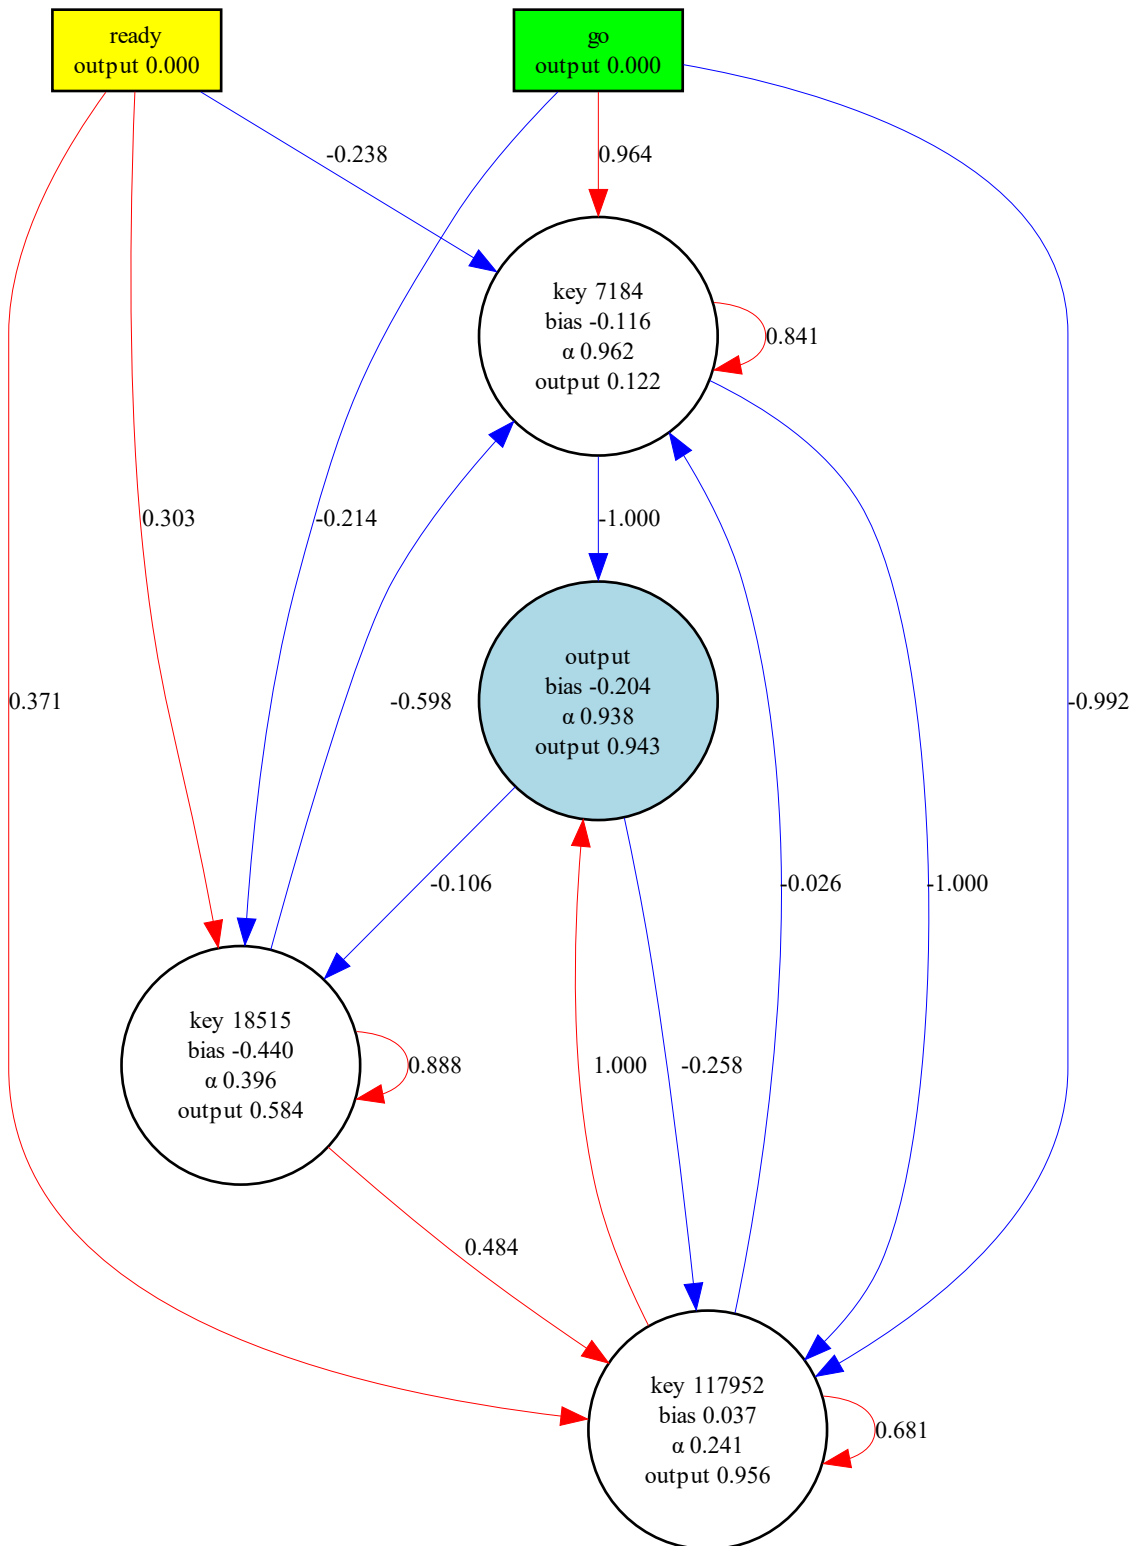 ready
output 0.000
go
output 0.000
-0.238
0.964
key 7184
bias -0.116
α 0.962
output 0.122
0.841
0.303
-0.214
-1.000
output
bias -0.204
α 0.938
output 0.943
0.371
-0.598
-0.992
-0.106
-0.026
-1.000
key 18515
bias -0.440
α 0.396
output 0.584
0.888
1.000
-0.258
0.484
key 117952
bias 0.037
α 0.241
output 0.956
0.681